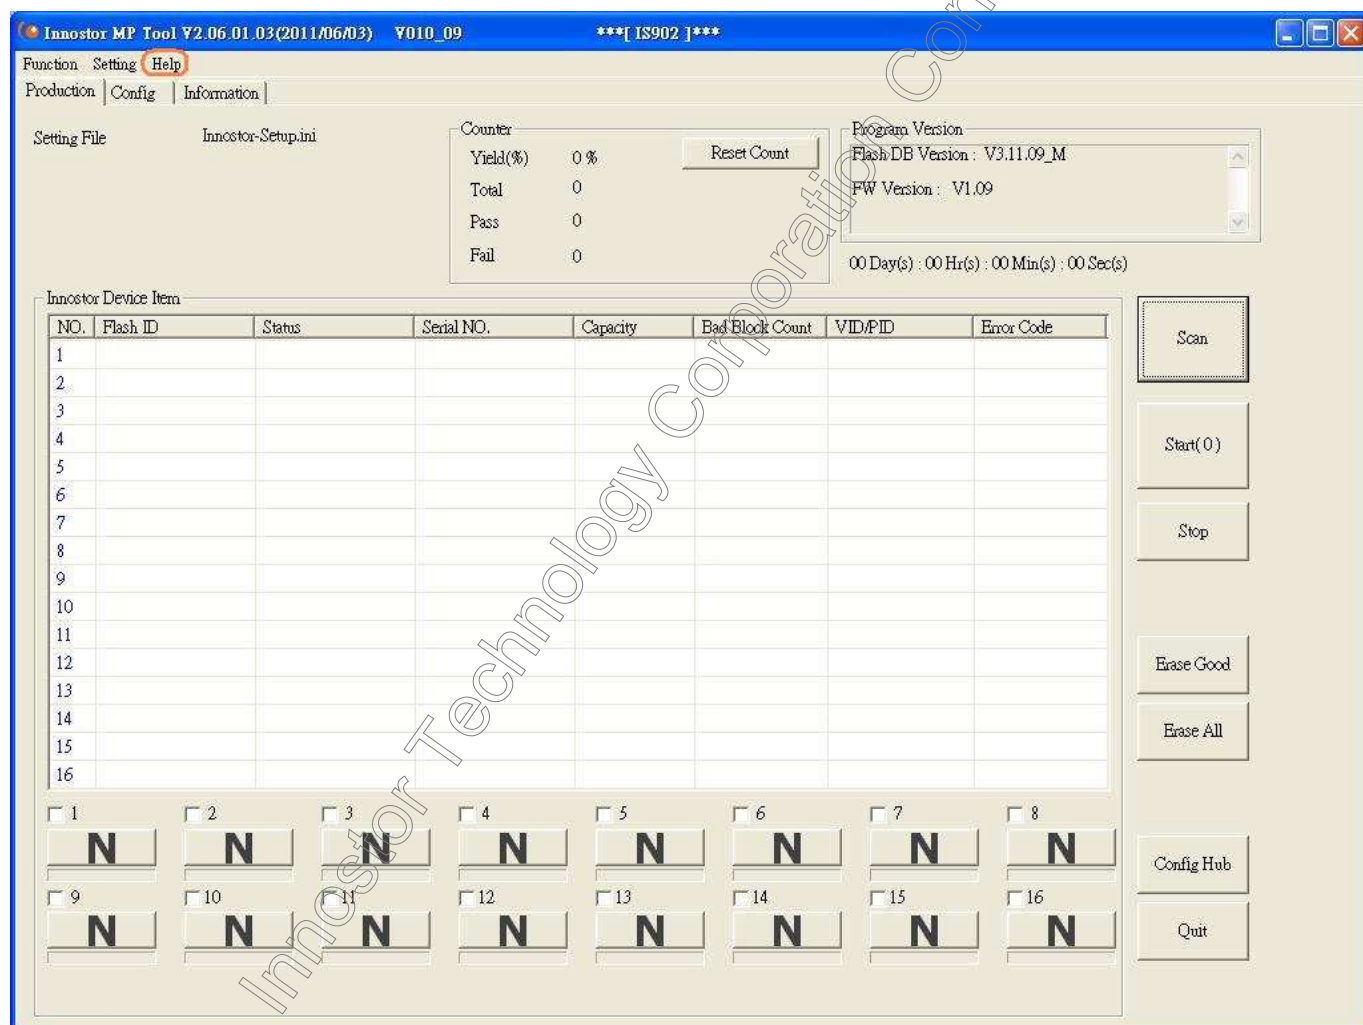 Innostor MP Tool V2.06.01.03(2011/06/03) V010_09 ***[ IS902 ]***
Function Setting Help
Production Config Information
Setting File Innostor-Setup.ini
Counter
Yield(%) 0 %
Total 0
Pass 0
Fail 0
Reset Count
Program Version
Flash DB Version : V3.11.09_M
FW Version : V1.09
00 Day(s) : 00 Hr(s) : 00 Min(s) : 00 Sec(s)
Innostor Device Item
NO. Flash ID Status Serial NO. Capacity Bad Block Count VID/PID Error Code
1
2
3
4
5
6
7
8
9
10
11
12
13
14
15
16
Scan
Start( 0 )
Stop
Erase Good
Erase All
Config Hub
Quit
1 2 3 4 5 6 7 8
N N N N N N N N
9 10 11 12 13 14 15 16
N N N N N N N N
Innostor Technology Corporation Con